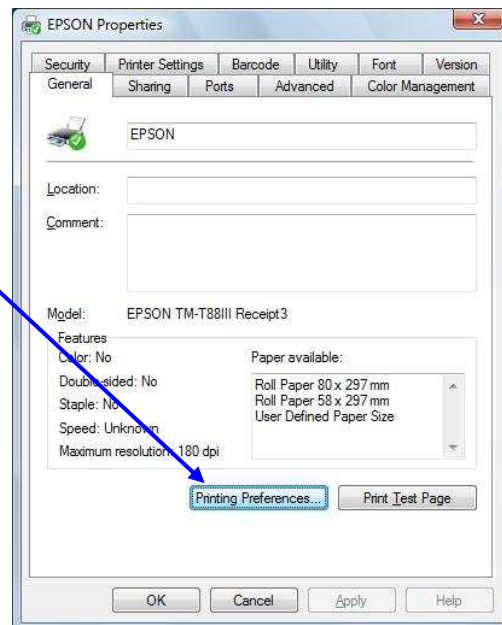 EPSON Properties
Security Printer Settings Barcode Utility Font Version
General Sharing Ports Advanced Color Management
EPSON
Location:
Comment:
Model: EPSON TM-T88III Receipt3
Features
Color: No Paper available:
Double-sided: No Roll Paper 80 x 297 mm
Staple: No Roll Paper 58 x 297 mm
Speed: Unknown User Defined Paper Size
Maximum resolution: 180 dpi
Printing Preferences... Print Test Page
OK Cancel Apply Help